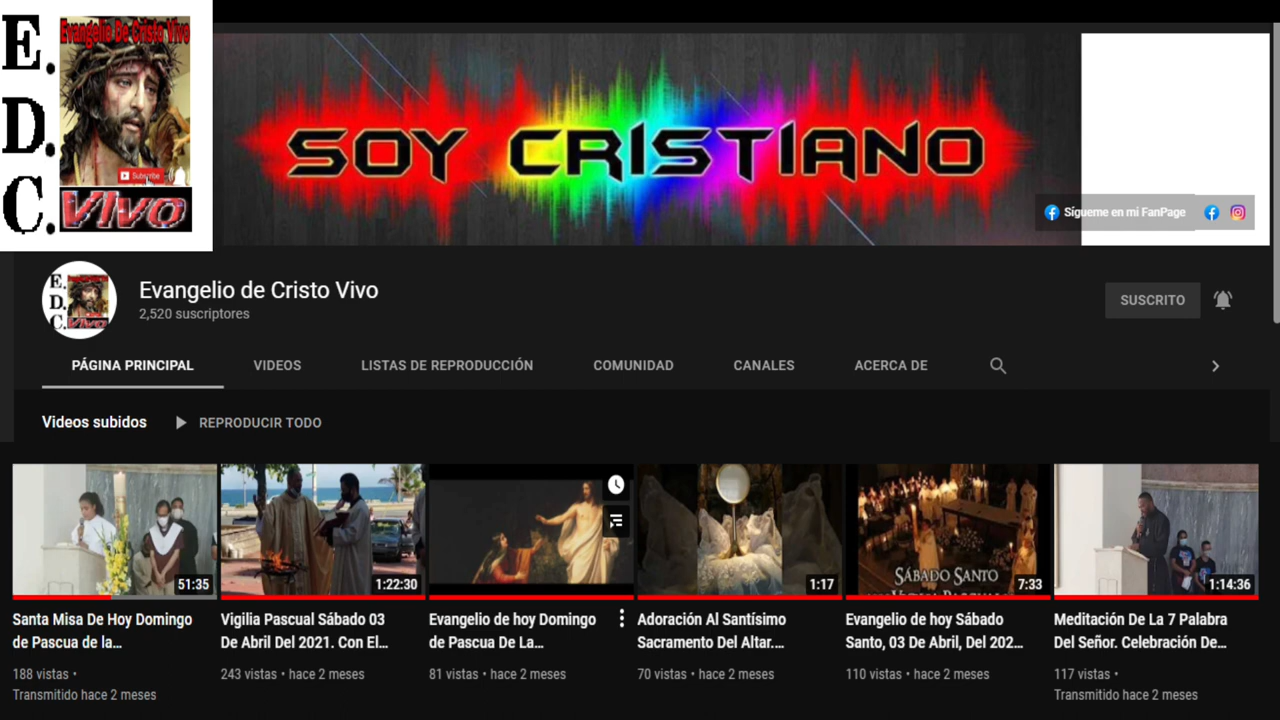 E.
D.
C.
Evangelio De Cristo Vivo
Subscribe
Vivo
SOY CRISTIANO
Sígueme en mi FanPage
E.
D.
C.
Vivo
Evangelio de Cristo Vivo
2,520 suscriptores
SUSCRITO
PÁGINA PRINCIPAL VIDEOS LISTAS DE REPRODUCCIÓN COMUNIDAD CANALES ACERCA DE
Videos subidos REPRODUCIR TODO
51:35
1:22:30
1:17
SÁBADO SANTO
7:33
1:14:36
Santa Misa De Hoy Domingo
de Pascua de la...
188 vistas •
Transmitido hace 2 meses
Vigilia Pascual Sábado 03
De Abril Del 2021. Con El...
243 vistas • hace 2 meses
Evangelio de hoy Domingo
de Pascua De La...
81 vistas • hace 2 meses
Adoración Al Santísimo
Sacramento Del Altar....
70 vistas • hace 2 meses
Evangelio de hoy Sábado
Santo, 03 De Abril, Del 202...
110 vistas • hace 2 meses
Meditación De La 7 Palabra
Del Señor. Celebración De...
117 vistas •
Transmitido hace 2 meses